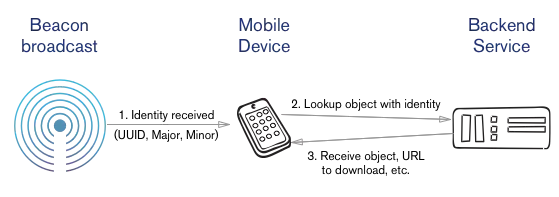 Beacon
broadcast
Mobile
Device
Backend
Service
1. Identity received
(UUID, Major, Minor)
2. Lookup object with identity
3. Receive object, URL
to download, etc.